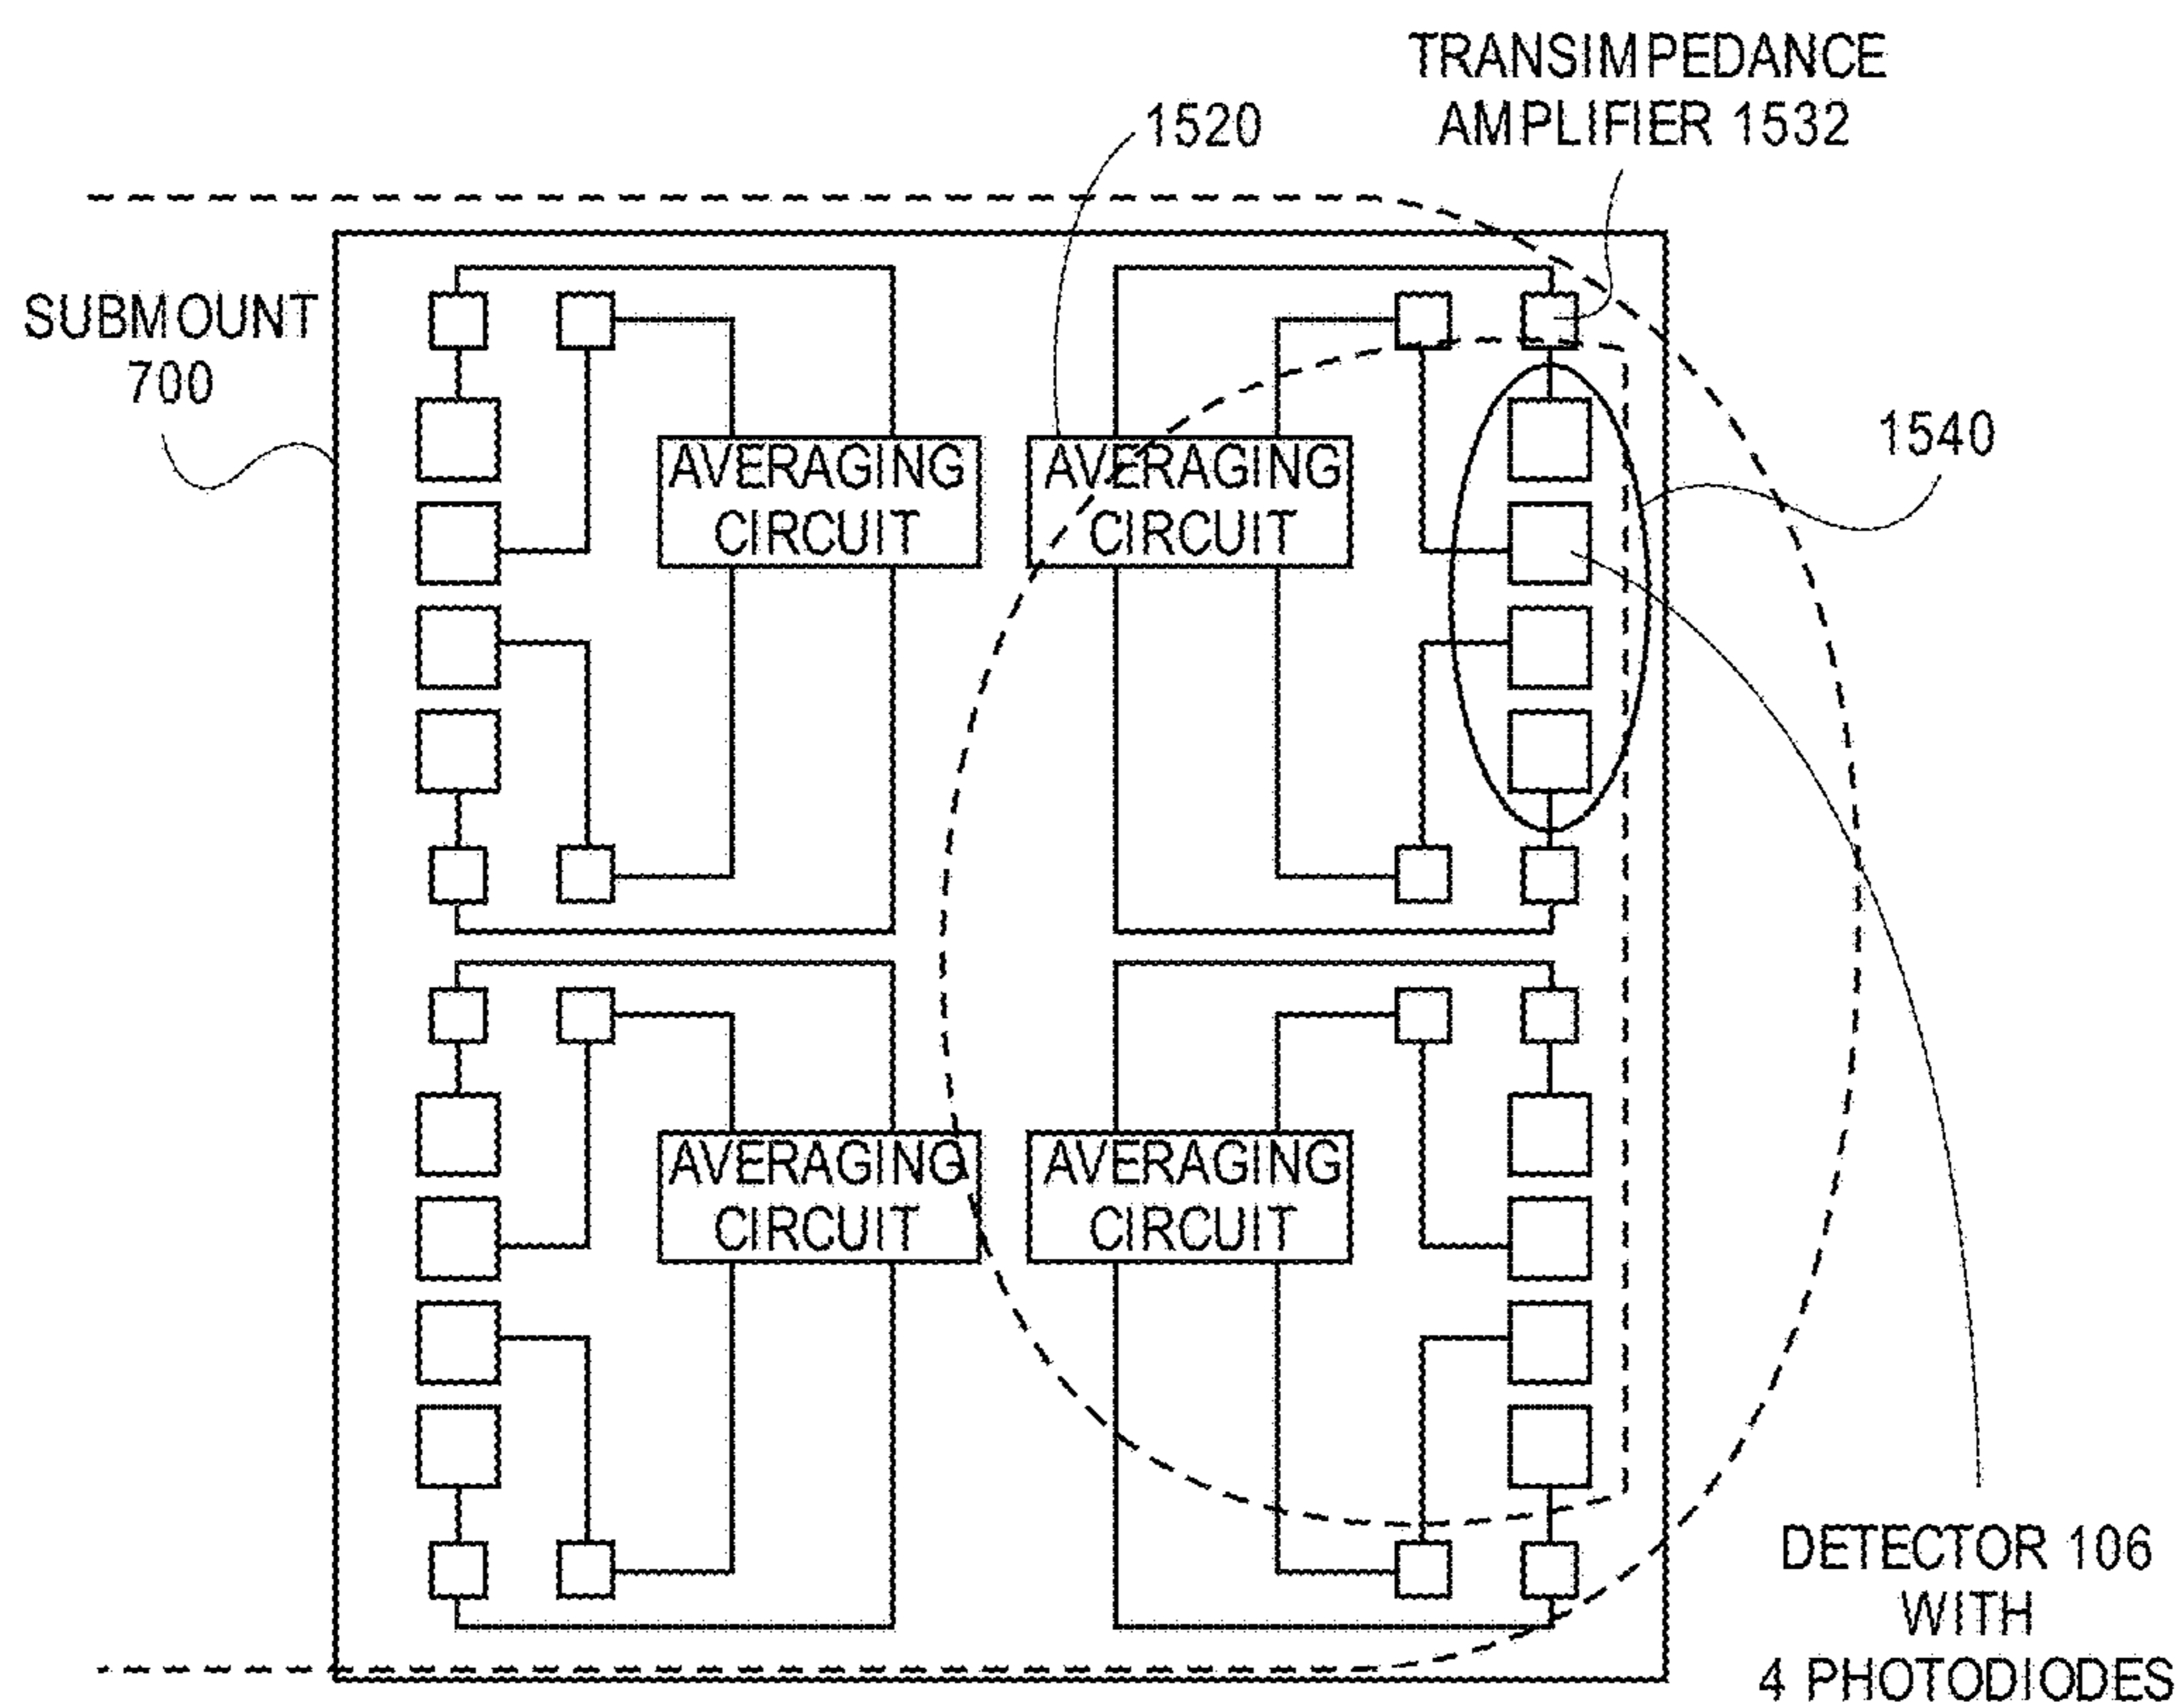 TRANSIMPEDANCE
AMPLIFIER 1532
1520
SUBMOUNT
700
1540
AVERAGING
CIRCUIT
AVERAGING
CIRCUIT
AVERAGING
CIRCUIT
AVERAGING
CIRCUIT
DETECTOR 106
WITH
4 PHOTODIODES